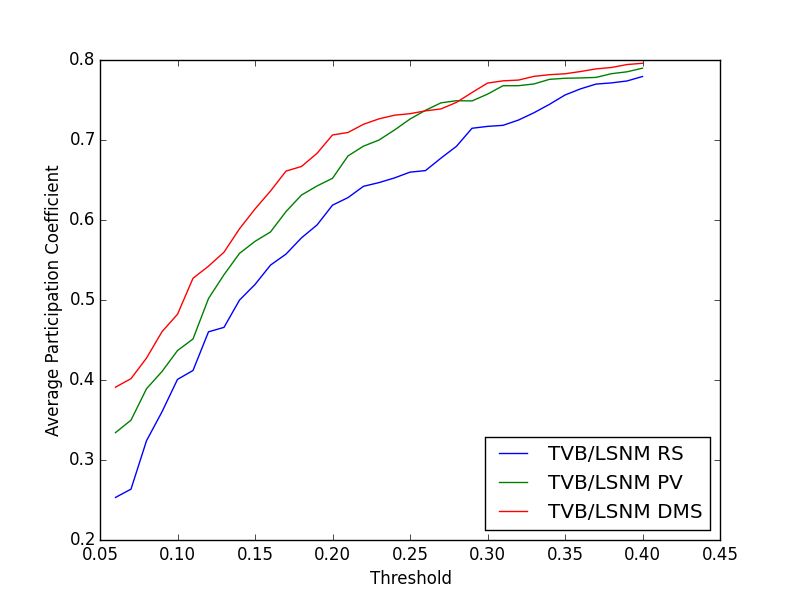 0.8
0.7
0.6
0.5
0.4
0.3
0.2
Average Participation Coefficient
TVB/LSNM RS
TVB/LSNM PV
TVB/LSNM DMS
0.05 0.10 0.15 0.20 0.25 0.30 0.35 0.40 0.45
Threshold